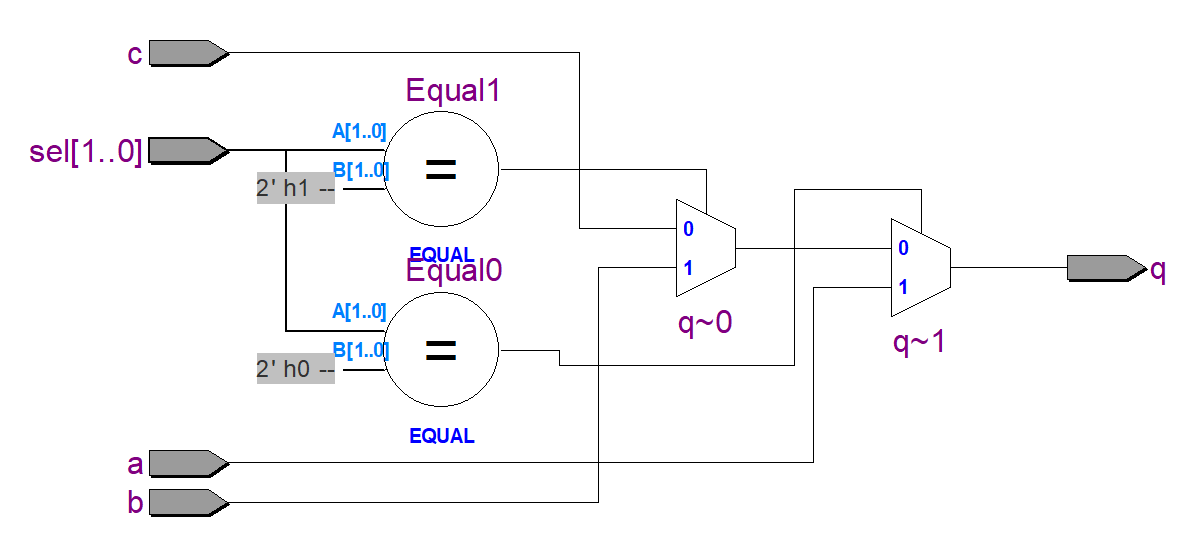 c
Equal1
sel[1..0]
A[1..0]
B[1..0]
2' h1 --
=
EQUAL
0
1
q~0
0
1
q~1
q
Equal0
A[1..0]
B[1..0]
2' h0 --
=
EQUAL
a
b